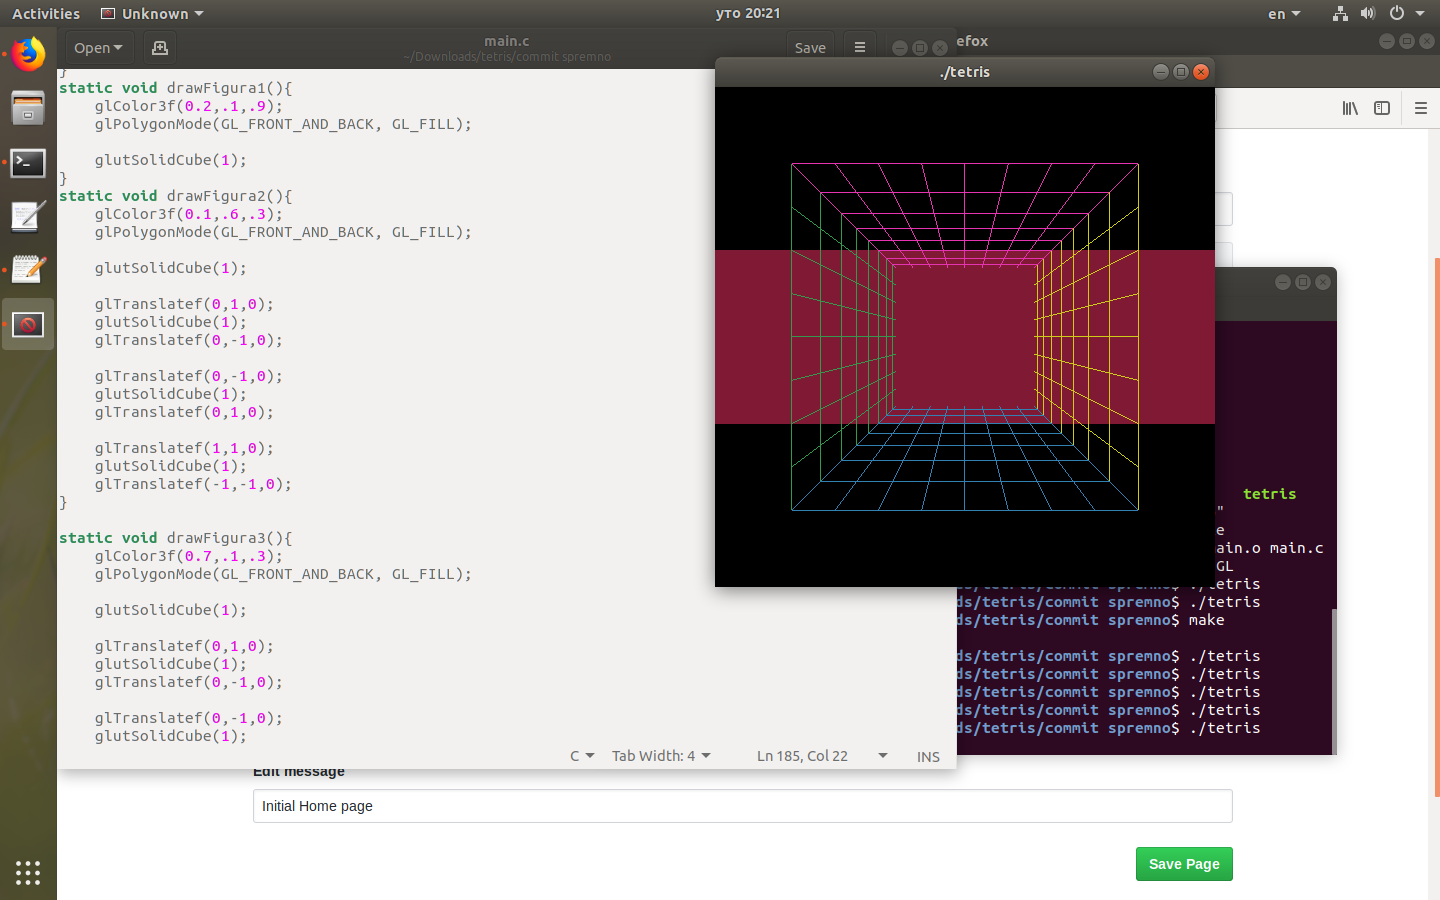 Activities
Unknown
уто 20:21
en
Open
main.c
~/Downloads/tetris/commit spremno
Save
efox
}
static void drawFigura1(){
glColor3f(0.2,.1,.9);
glPolygonMode(GL_FRONT_AND_BACK, GL_FILL);
glutSolidCube(1);
}
static void drawFigura2(){
glColor3f(0.1,.6,.3);
glPolygonMode(GL_FRONT_AND_BACK, GL_FILL);
glutSolidCube(1);
glTranslatef(0,1,0);
glutSolidCube(1);
glTranslatef(0,-1,0);
glTranslatef(0,-1,0);
glutSolidCube(1);
glTranslatef(0,1,0);
glTranslatef(1,1,0);
glutSolidCube(1);
glTranslatef(-1,-1,0);
}
static void drawFigura3(){
glColor3f(0.7,.1,.3);
glPolygonMode(GL_FRONT_AND_BACK, GL_FILL);
glutSolidCube(1);
glTranslatef(0,1,0);
glutSolidCube(1);
glTranslatef(0,-1,0);
glTranslatef(0,-1,0);
glutSolidCube(1);
C
Tab Width: 4
Ln 185, Col 22
INS
./tetris
tetris
"
e
ain.o main.c
GL
./tetris
ds/tetris/commit spremno$ ./tetris
ds/tetris/commit spremno$ make
ds/tetris/commit spremno$ ./tetris
ds/tetris/commit spremno$ ./tetris
ds/tetris/commit spremno$ ./tetris
ds/tetris/commit spremno$ ./tetris
ds/tetris/commit spremno$ ./tetris
Edit message
Initial Home page
Save Page